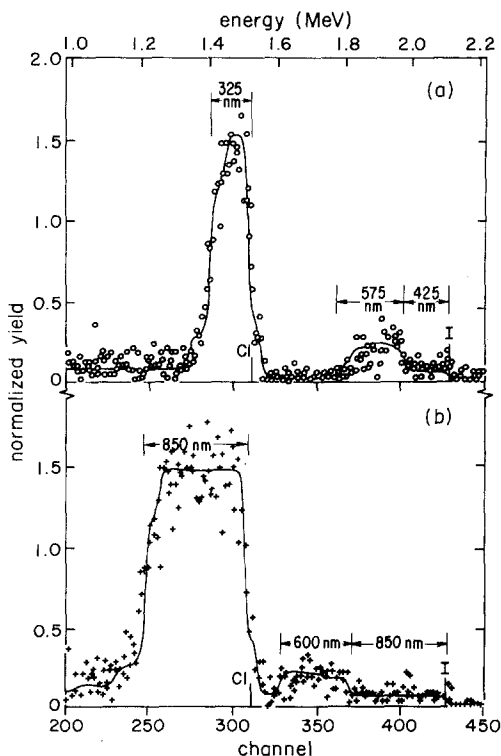 energy (MeV)
1.0 1.2 1.4 1.6 1.8 2.0 2.2
2.0
(a)
325
nm
1.5
1.0
575
nm
425
nm
0.5
Cl
I
0
normalized yield
(b)
850 nm
1.5
1.0
0.5
600 nm
850 nm
Cl
I
0
200 250 300 350 400 450
channel